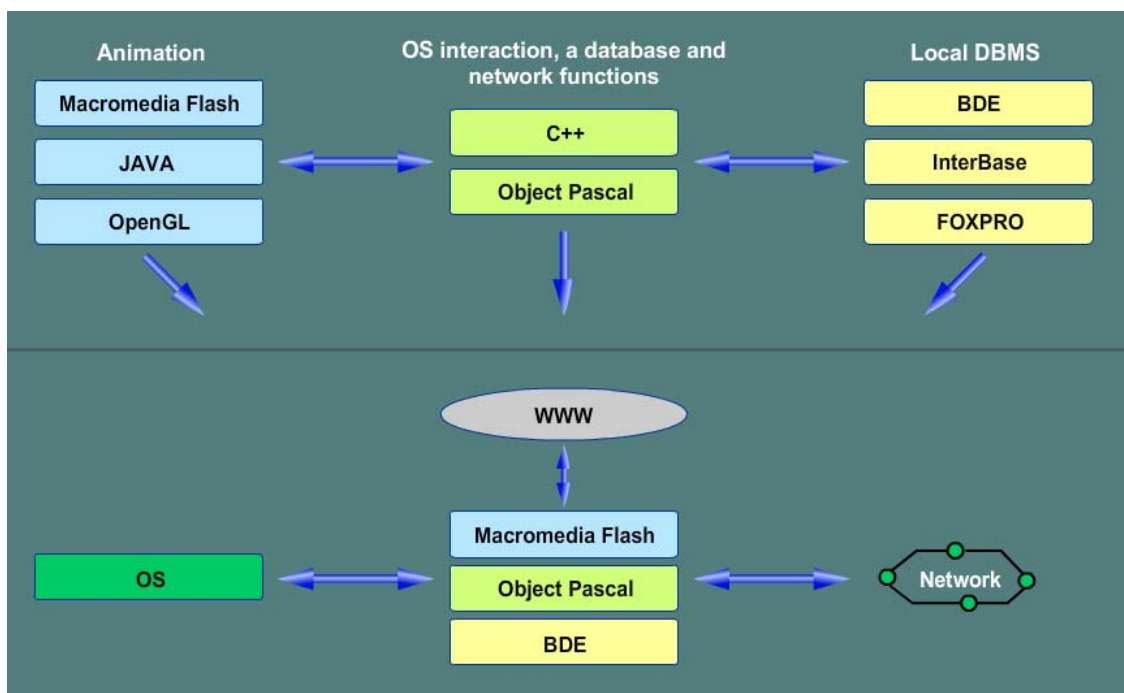 Animation
Macromedia Flash
JAVA
OpenGL
OS interaction, a database and
network functions
C++
Object Pascal
Local DBMS
BDE
InterBase
FOXPRO
WWW
OS
Macromedia Flash
Object Pascal
BDE
Network